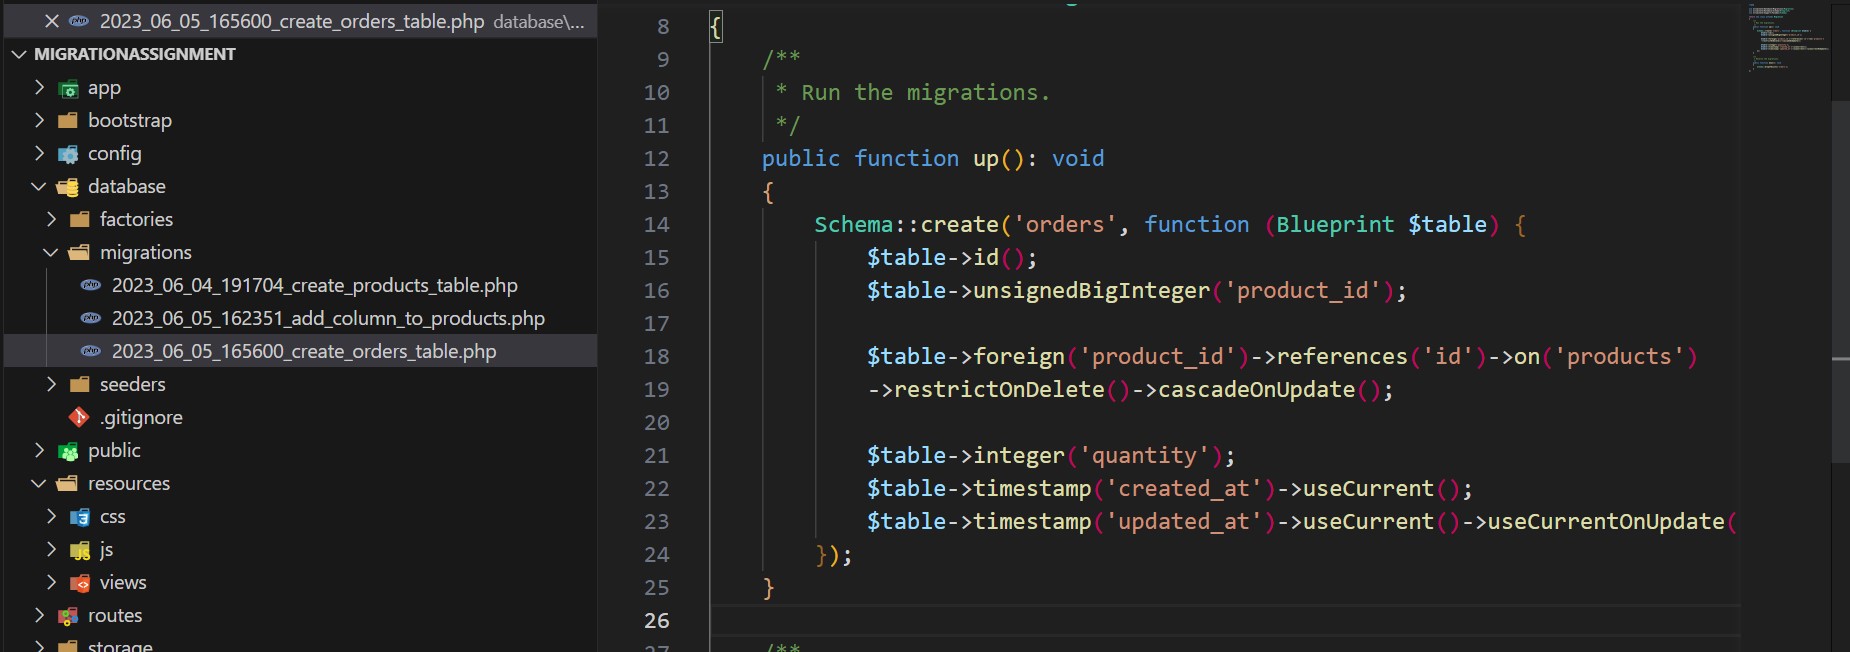 2023_06_05_165600_create_orders_table.php database\...
MIGRATIONASSIGNMENT
app
bootstrap
config
database
factories
migrations
php 2023_06_04_191704_create_products_table.php
php 2023_06_05_162351_add_column_to_products.php
php 2023_06_05_165600_create_orders_table.php
seeders
.gitignore
public
resources
css
JS js
views
routes
storage
8 {
9 /**
10 * Run the migrations.
11 */
12 public function up(): void
13 {
14 Schema::create('orders', function (Blueprint $table) {
15 $table->id();
16 $table->unsignedBigInteger('product_id');
17
18 $table->foreign('product_id')->references('id')->on('products')
19 ->restrictOnDelete()->cascadeOnUpdate();
20
21 $table->integer('quantity');
22 $table->timestamp('created_at')->useCurrent();
23 $table->timestamp('updated_at')->useCurrent()->useCurrentOnUpdate(
24 });
25 }
26
27 /**